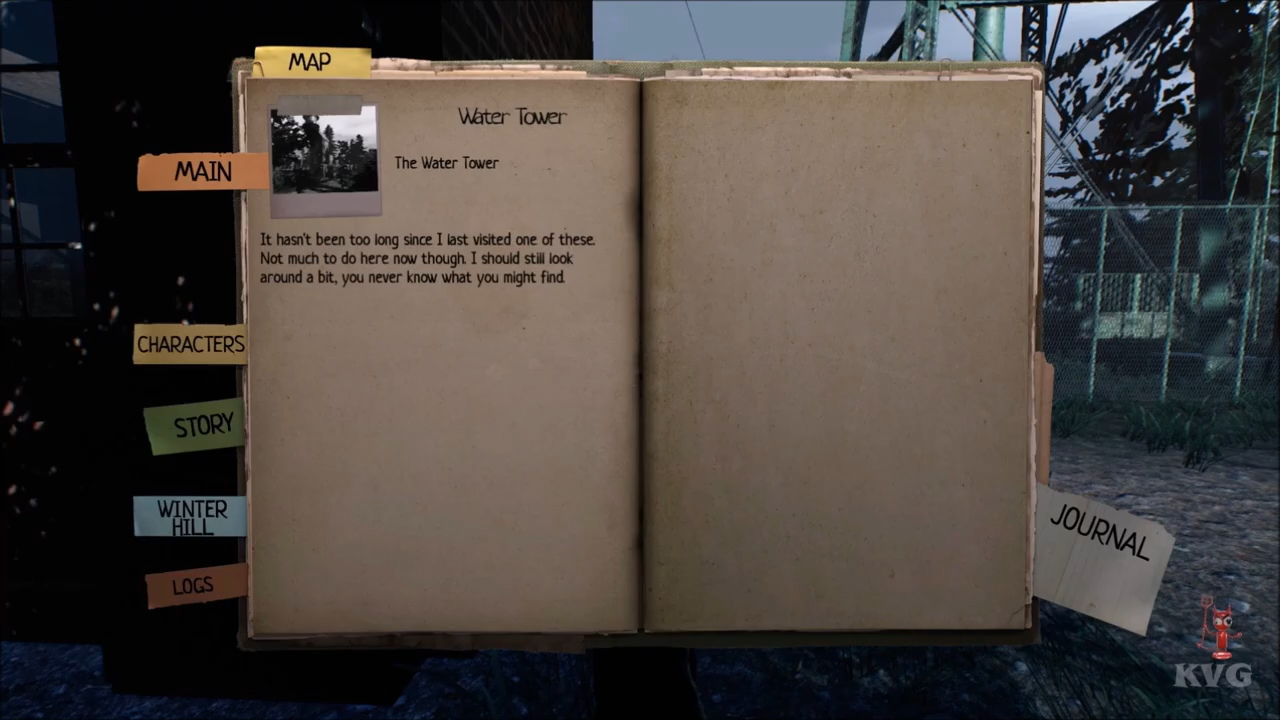 MAP
Water Tower
MAIN
The Water Tower
It hasn't been too long since I last visited one of these.
Not much to do here now though. I should still look
around a bit, you never know what you might find.
CHARACTERS
STORY
WINTER
HILL
LOGS
JOURNAL
KVG